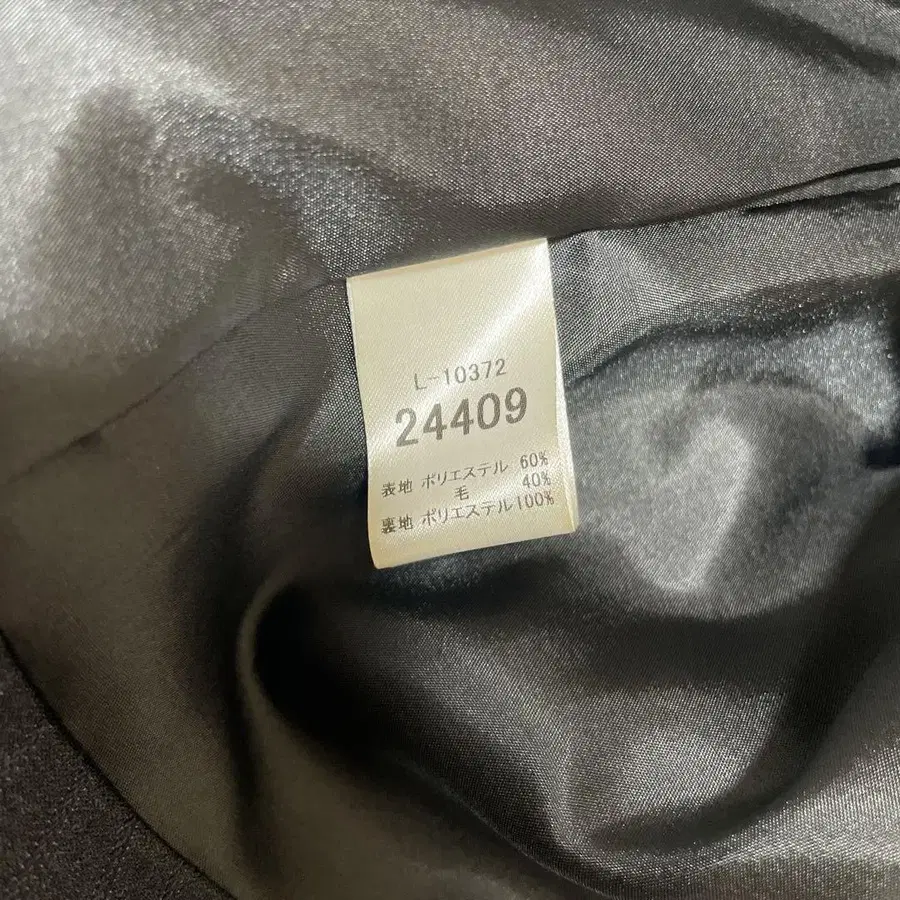 L-10372
24409
表地 ポリエステル 60%
毛 40%
裏地 ポリエステル100%